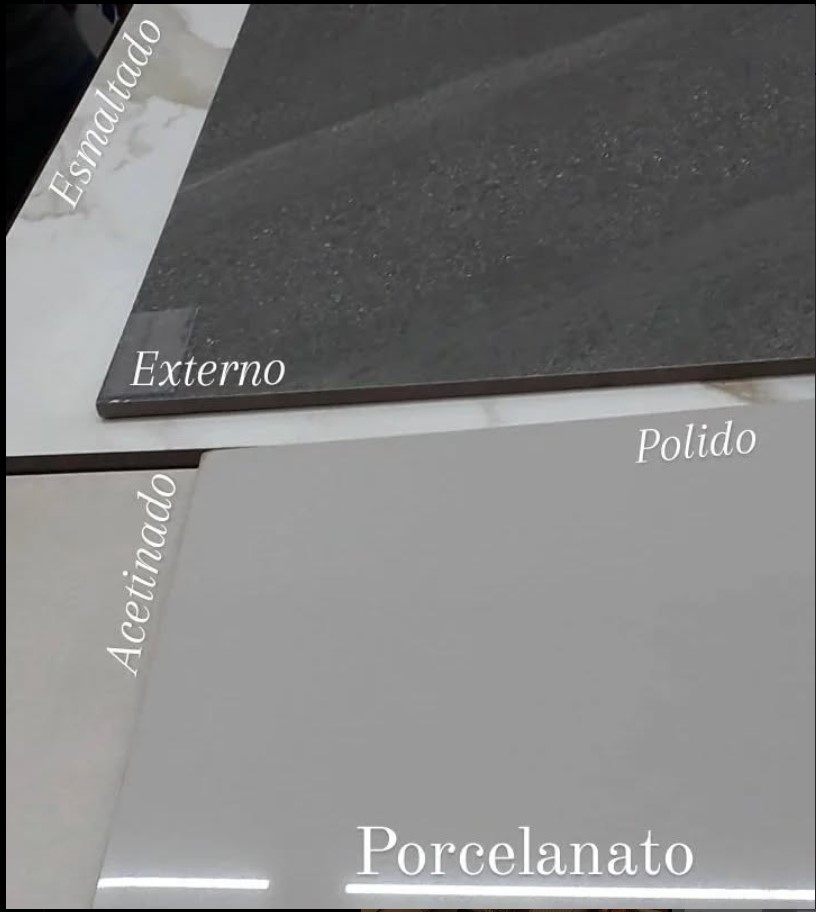 Esmaltado
Externo
Polido
Acetinado
Porcelanato